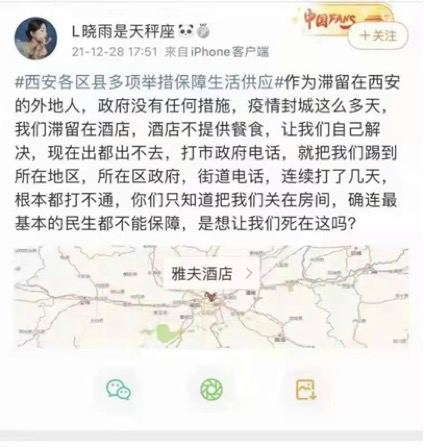 L晓雨是天秤座
21-12-28 17:51 来自iPhone客户端
中国FANS
+关注
#西安各区县多项举措保障生活供应#作为滞留在西安
的外地人，政府没有任何措施，疫情封城这么多天，
我们滞留在酒店，酒店不提供餐食，让我们自己解
决，现在出都出不去，打市政府电话，就把我们踢到
所在地区，所在区政府，街道电话，连续打了几天，
根本都打不通，你们只知道把我们关在房间，确连最
基本的民生都不能保障，是想让我们死在这吗?
雅夫酒店 >